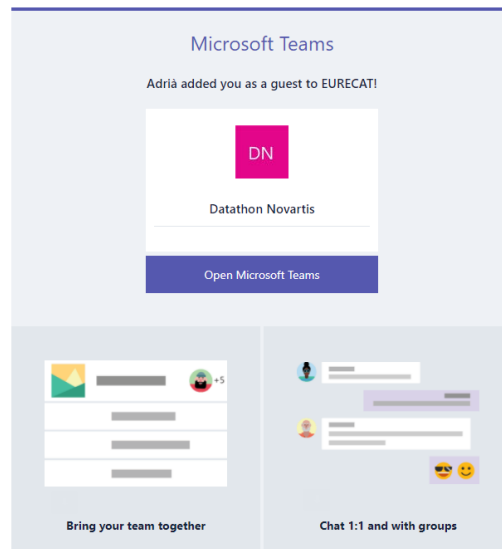 Microsoft Teams
Adrià added you as a guest to EURECAT!
DN
Datathon Novartis
Open Microsoft Teams
+5
Bring your team together
Chat 1:1 and with groups